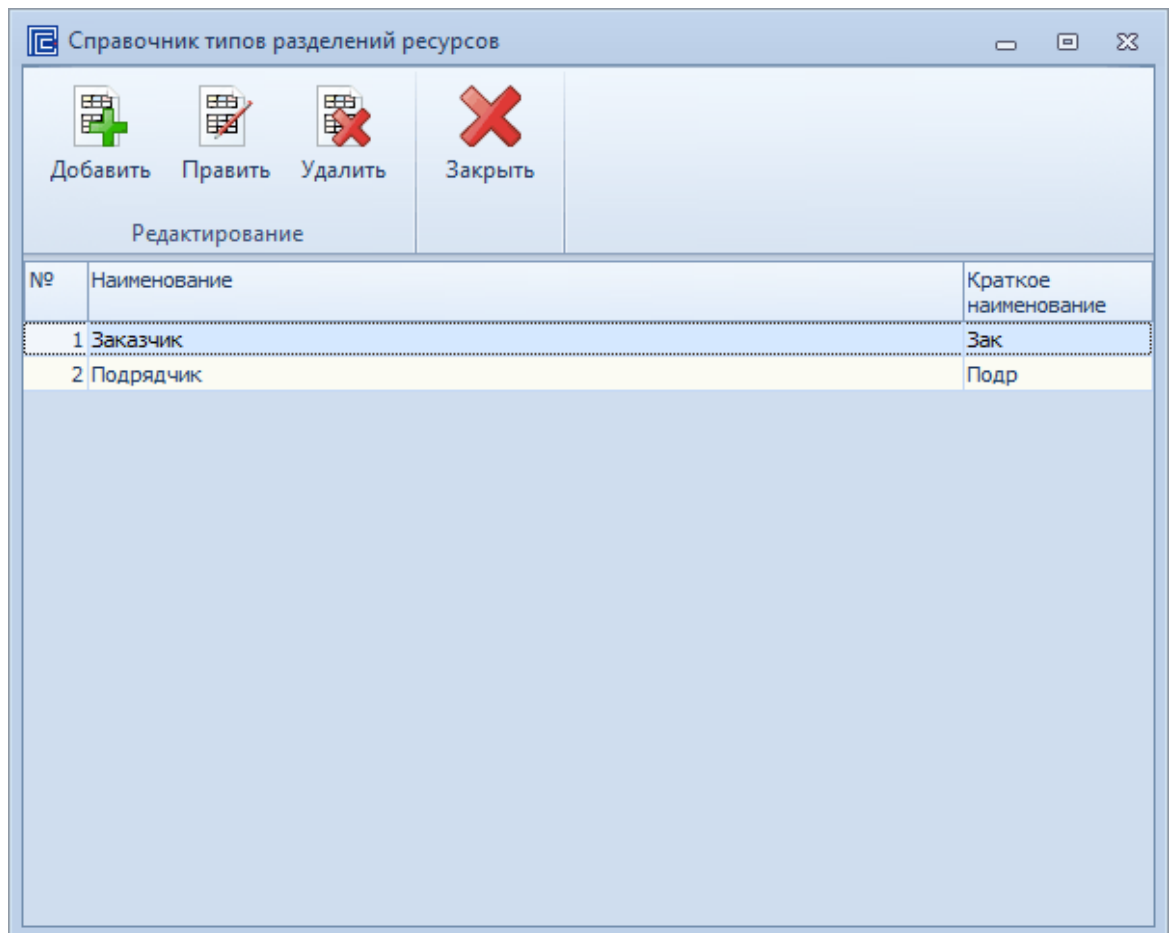 Справочник типов разделений ресурсов
Добавить Править Удалить Закрыть
Редактирование
№ Наименование Краткое
наименование
1 Заказчик Зак
2 Подрядчик Подр